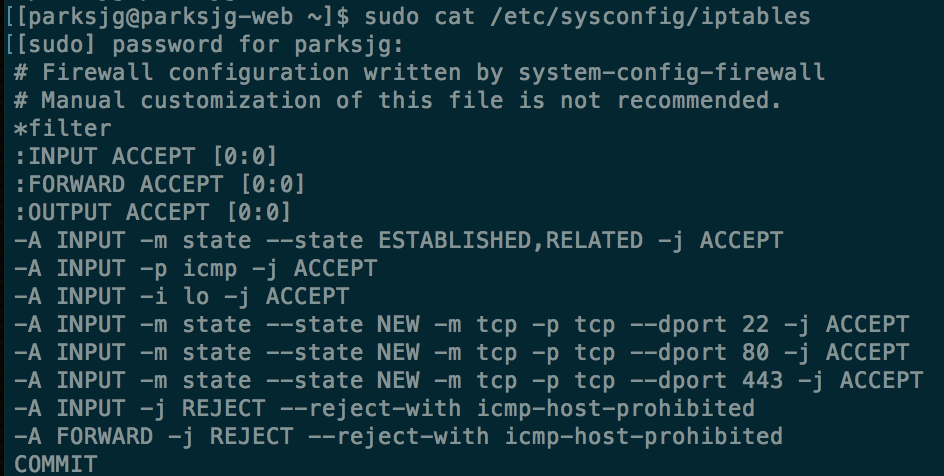 [[parksjg@parksjg-web ~]$ sudo cat /etc/sysconfig/iptables
[[sudo] password for parksjg:
# Firewall configuration written by system-config-firewall
# Manual customization of this file is not recommended.
*filter
:INPUT ACCEPT [0:0]
:FORWARD ACCEPT [0:0]
:OUTPUT ACCEPT [0:0]
-A INPUT -m state --state ESTABLISHED,RELATED -j ACCEPT
-A INPUT -p icmp -j ACCEPT
-A INPUT -i lo -j ACCEPT
-A INPUT -m state --state NEW -m tcp -p tcp --dport 22 -j ACCEPT
-A INPUT -m state --state NEW -m tcp -p tcp --dport 80 -j ACCEPT
-A INPUT -m state --state NEW -m tcp -p tcp --dport 443 -j ACCEPT
-A INPUT -j REJECT --reject-with icmp-host-prohibited
-A FORWARD -j REJECT --reject-with icmp-host-prohibited
COMMIT